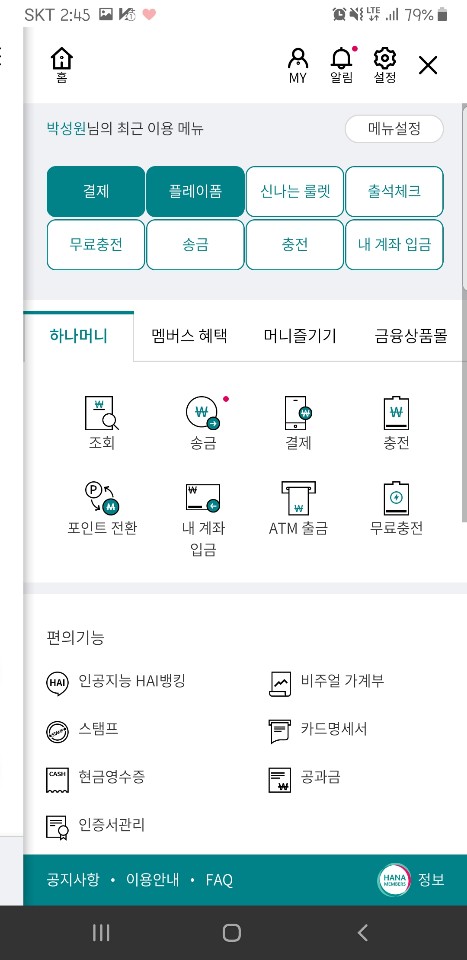 SKT 2:45 LTE 79%
홈 MY 알림 설정
박성원님의 최근 이용 메뉴 메뉴설정
결제 플레이폼 신나는 룰렛 출석체크
무료충전 송금 충전 내 계좌 입금
하나머니 멤버스 혜택 머니즐기기 금융상품몰
조회 송금 결제 충전
포인트 전환 내 계좌 입금 ATM 출금 무료충전
편의기능
HAI 인공지능 HAI뱅킹 비주얼 가계부
스탬프 카드명세서
CASH 현금영수증 공과금
인증서관리
공지사항 • 이용안내 • FAQ HANA MEMBERS 정보